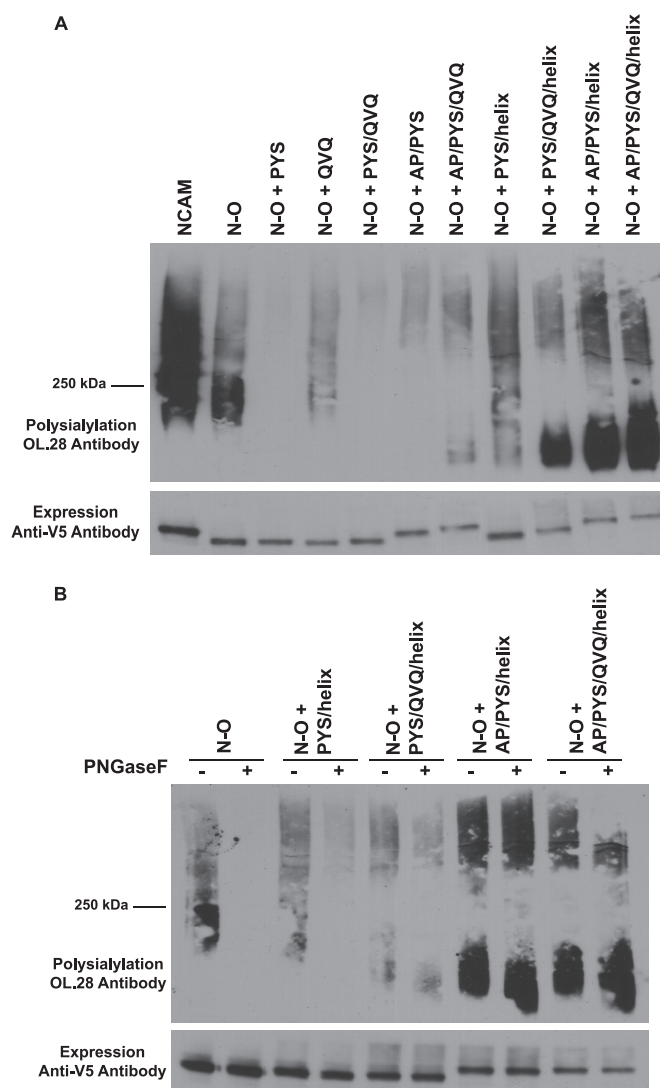 A
NCAM
N-O
N-O + PYS
N-O + QVQ
N-O + PYS/QVQ
N-O + AP/PYS
N-O + AP/PYS/QVQ
N-O + PYS/helix
N-O + PYS/QVQ/helix
N-O + AP/PYS/helix
N-O + AP/PYS/QVQ/helix
250 kDa
Polysialylation
OL.28 Antibody
Expression
Anti-V5 Antibody
B
N-O
N-O +
PYS/helix
N-O +
PYS/QVQ/helix
N-O +
AP/PYS/helix
N-O +
AP/PYS/QVQ/helix
PNGaseF - + - + - + - + - +
250 kDa
Polysialylation
OL.28 Antibody
Expression
Anti-V5 Antibody